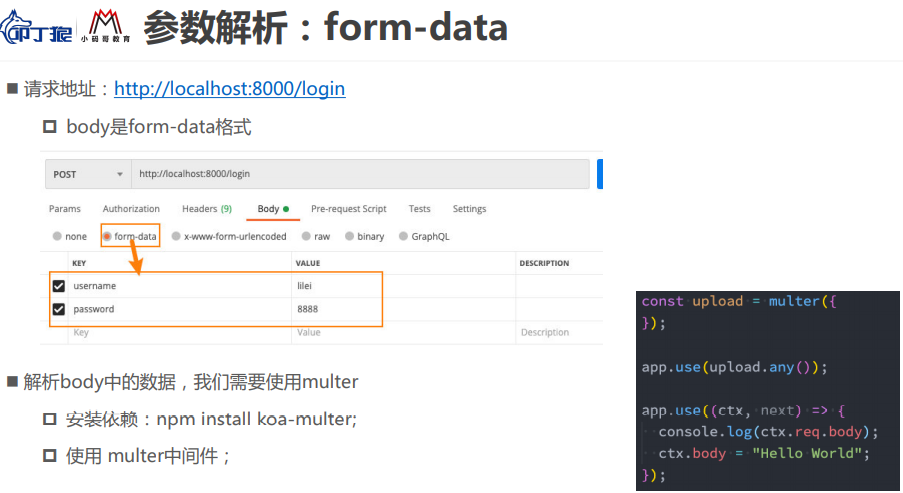 叩丁狼
小码哥教育
参数解析：form-data
■ 请求地址：http://localhost:8000/login
body是form-data格式
POST http://localhost:8000/login
Params Authorization Headers (9) Body Pre-request Script Tests Settings
none form-data x-www-form-urlencoded raw binary GraphQL
KEY VALUE DESCRIPTION
username lilei
password 8888
Key Value Description
■ 解析body中的数据，我们需要使用multer
安装依赖：npm install koa-multer;
使用 multer中间件；
const upload = multer({
});
app.use(upload.any());
app.use((ctx, next) => {
console.log(ctx.req.body);
ctx.body = "Hello World";
});